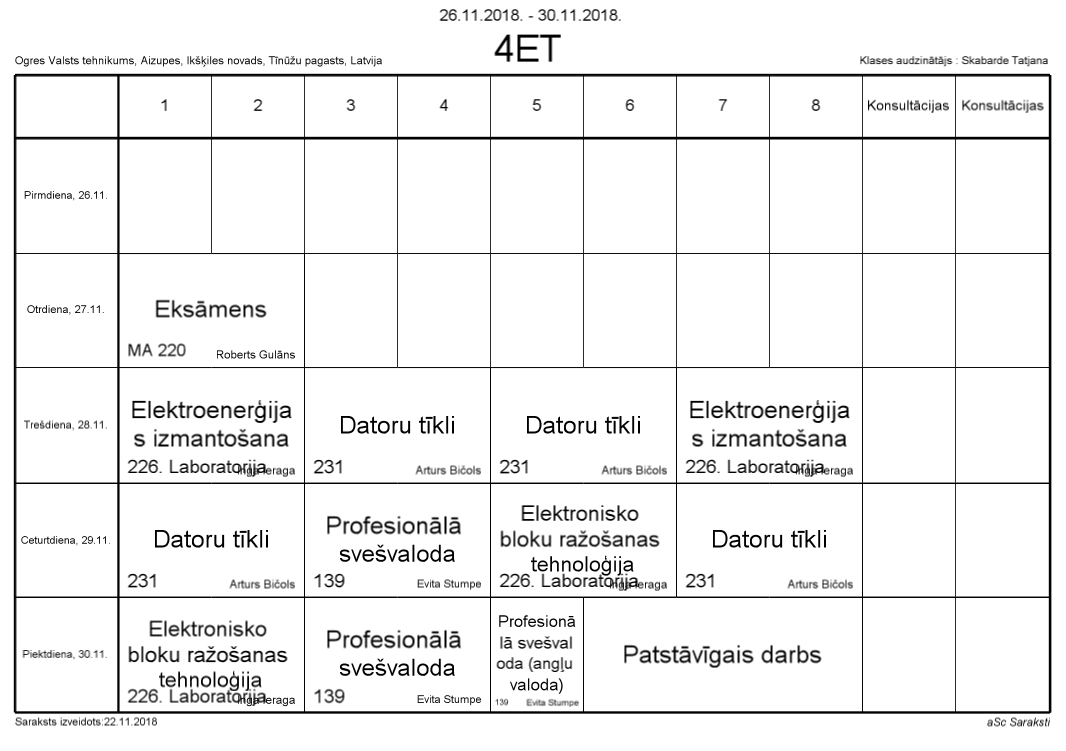 26.11.2018. - 30.11.2018.
4ET
Ogres Valsts tehnikums, Aizupes, Ikšķiles novads, Tīnūžu pagasts, Latvija
Klases audzinātājs : Skabarde Tatjana
1 2 3 4 5 6 7 8 Konsultācijas Konsultācijas
Pirmdiena, 26.11.
Otrdiena, 27.11.
Eksāmens
MA 220 Roberts Gulāns
Trešdiena, 28.11.
Elektroenerģija
s izmantošana
226. Laboratorija Inga Ieraga
Datoru tīkli
231 Arturs Bičols
Datoru tīkli
231 Arturs Bičols
Elektroenerģija
s izmantošana
226. Laboratorija Inga Ieraga
Ceturtdiena, 29.11.
Datoru tīkli
231 Arturs Bičols
Profesionālā
svešvaloda
139 Evita Stumpe
Elektronisko
bloku ražošanas
tehnoloģija
226. Laboratorija Inga Ieraga
Datoru tīkli
231 Arturs Bičols
Piektdiena, 30.11.
Elektronisko
bloku ražošanas
tehnoloģija
226. Laboratorija Inga Ieraga
Profesionālā
svešvaloda
139 Evita Stumpe
Profesionā
lā svešval
oda (angļu
valoda)
139 Evita Stumpe
Patstāvīgais darbs
Saraksts izveidots:22.11.2018
aSc Saraksti